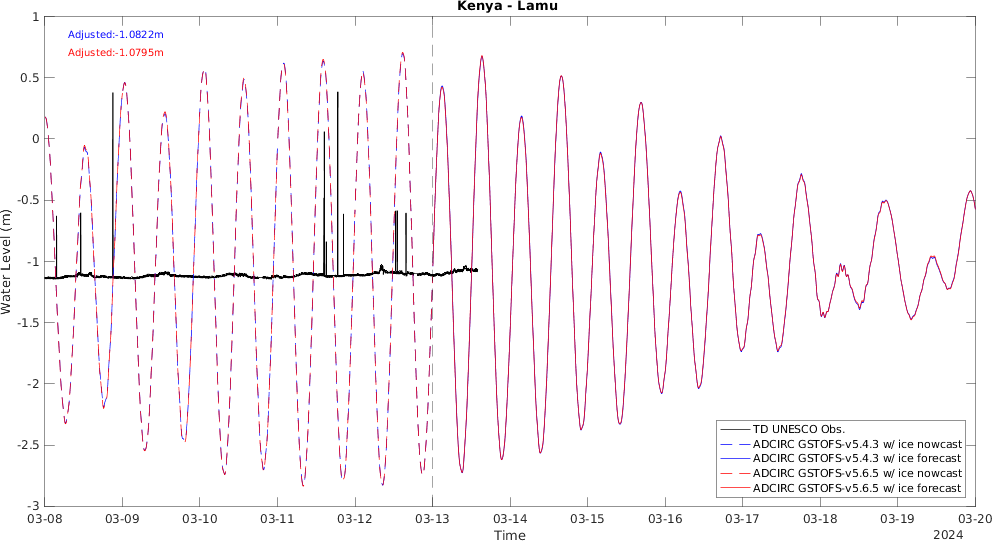 Kenya - Lamu
Adjusted:-1.0822m
Adjusted:-1.0795m
Water Level (m)
1
0.5
0
-0.5
-1
-1.5
-2
-2.5
-3
TD UNESCO Obs.
ADCIRC GSTOFS-v5.4.3 w/ ice nowcast
ADCIRC GSTOFS-v5.4.3 w/ ice forecast
ADCIRC GSTOFS-v5.6.5 w/ ice nowcast
ADCIRC GSTOFS-v5.6.5 w/ ice forecast
03-08 03-09 03-10 03-11 03-12 03-13 03-14 03-15 03-16 03-17 03-18 03-19 03-20
Time
2024